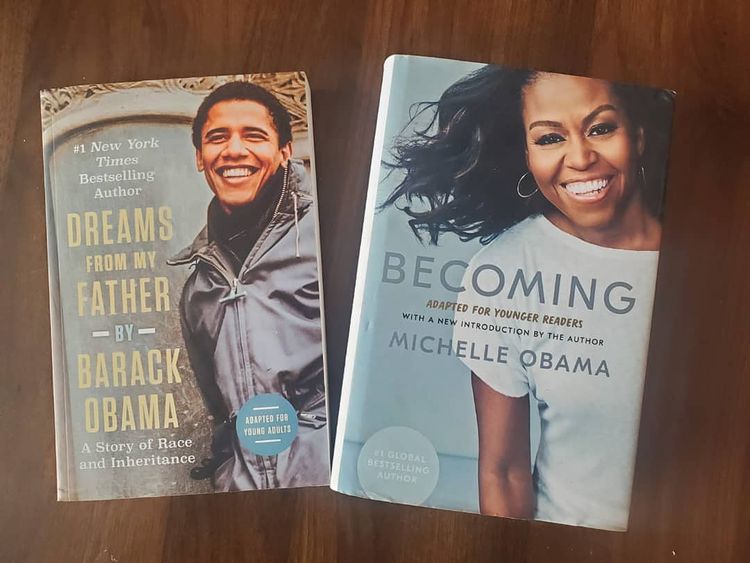 #1 New York
Times
Bestselling
Author
DREAMS
FROM MY
FATHER
BY
BARACK
OBAMA
A Story of Race
and Inheritance
ADAPTED FOR
YOUNG ADULTS
BECOMING
ADAPTED FOR YOUNGER READERS
WITH A NEW INTRODUCTION BY THE AUTHOR
MICHELLE OBAMA
#1 GLOBAL
BESTSELLING
AUTHOR